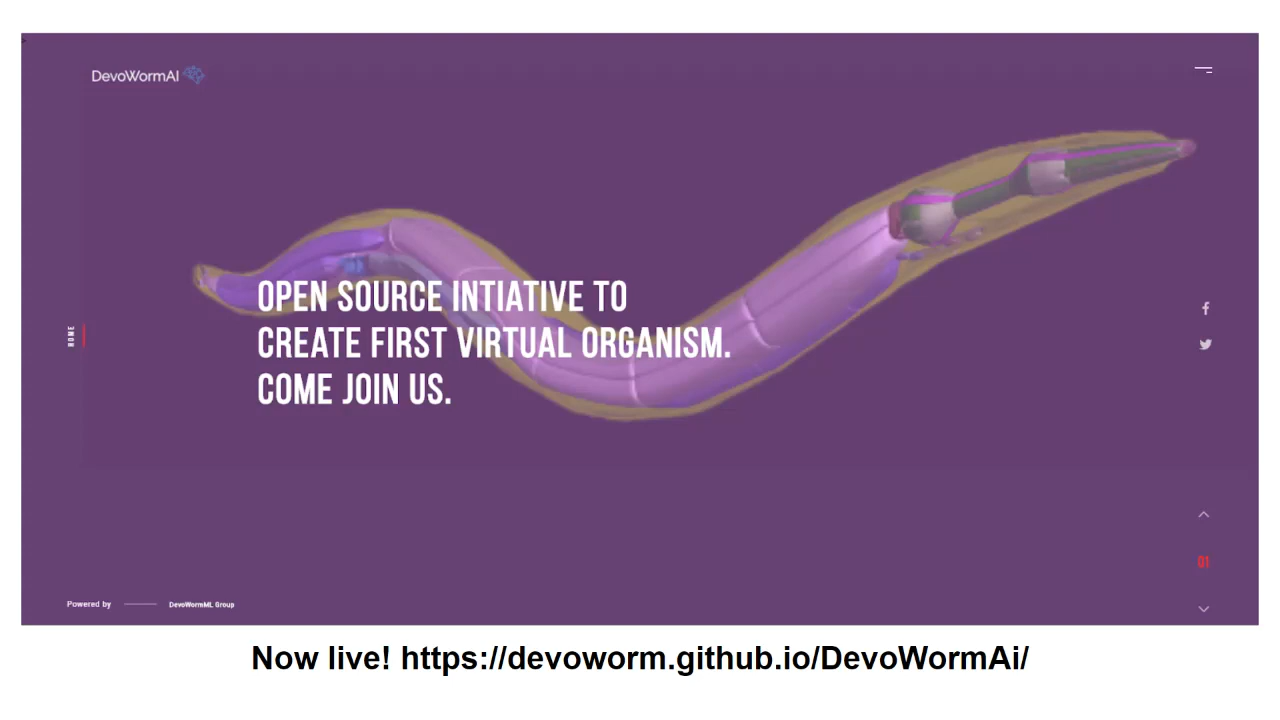 DevoWormAI
HOME
OPEN SOURCE INTIATIVE TO
CREATE FIRST VIRTUAL ORGANISM.
COME JOIN US.
01
Powered by
DevoWormML Group
Now live! https://devoworm.github.io/DevoWormAi/